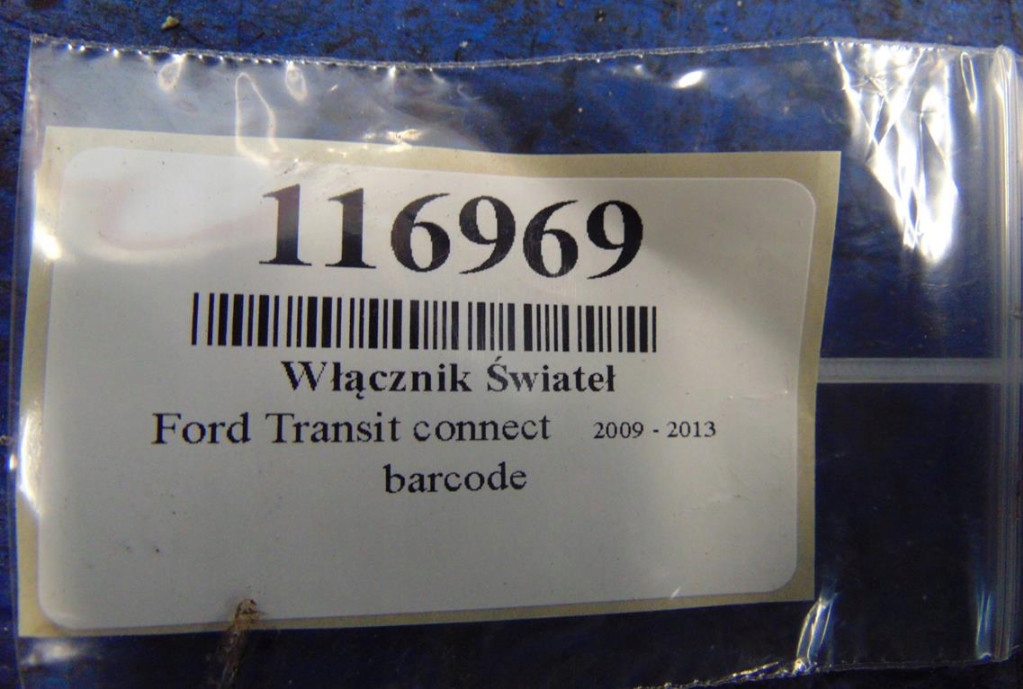 116969
Włącznik Świateł
Ford Transit connect 2009 - 2013
barcode